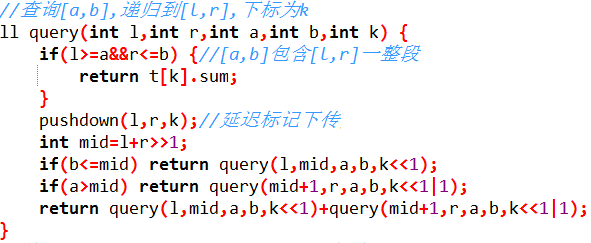 //查询[a,b],递归到[l,r],下标为k
ll query(int l,int r,int a,int b,int k) {
    if(l>=a&&r<=b) {//[a,b]包含[l,r]一整段
        return t[k].sum;
    }
    pushdown(l,r,k);//延迟标记下传
    int mid=l+r>>1;
    if(b<=mid) return query(l,mid,a,b,k<<1);
    if(a>mid) return query(mid+1,r,a,b,k<<1|1);
    return query(l,mid,a,b,k<<1)+query(mid+1,r,a,b,k<<1|1);
}